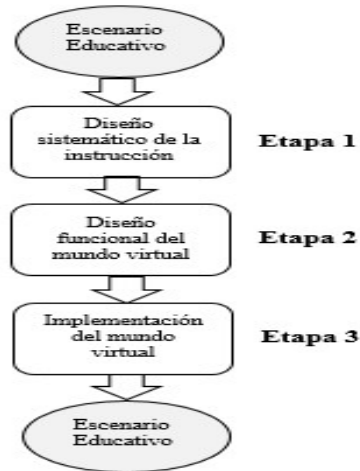 Escenario
Educativo
Diseño
sistemático de la
instrucción
Etapa 1
Diseño
funcional del
mundo virtual
Etapa 2
Implementación
del mundo
virtual
Etapa 3
Escenario
Educativo